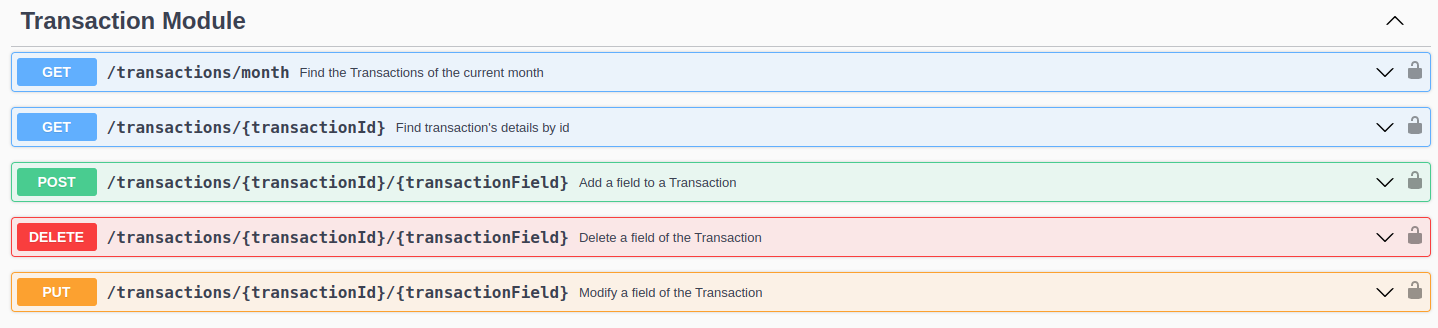 Transaction Module
GET /transactions/month Find the Transactions of the current month
GET /transactions/{transactionId} Find transaction's details by id
POST /transactions/{transactionId}/{transactionField} Add a field to a Transaction
DELETE /transactions/{transactionId}/{transactionField} Delete a field of the Transaction
PUT /transactions/{transactionId}/{transactionField} Modify a field of the Transaction